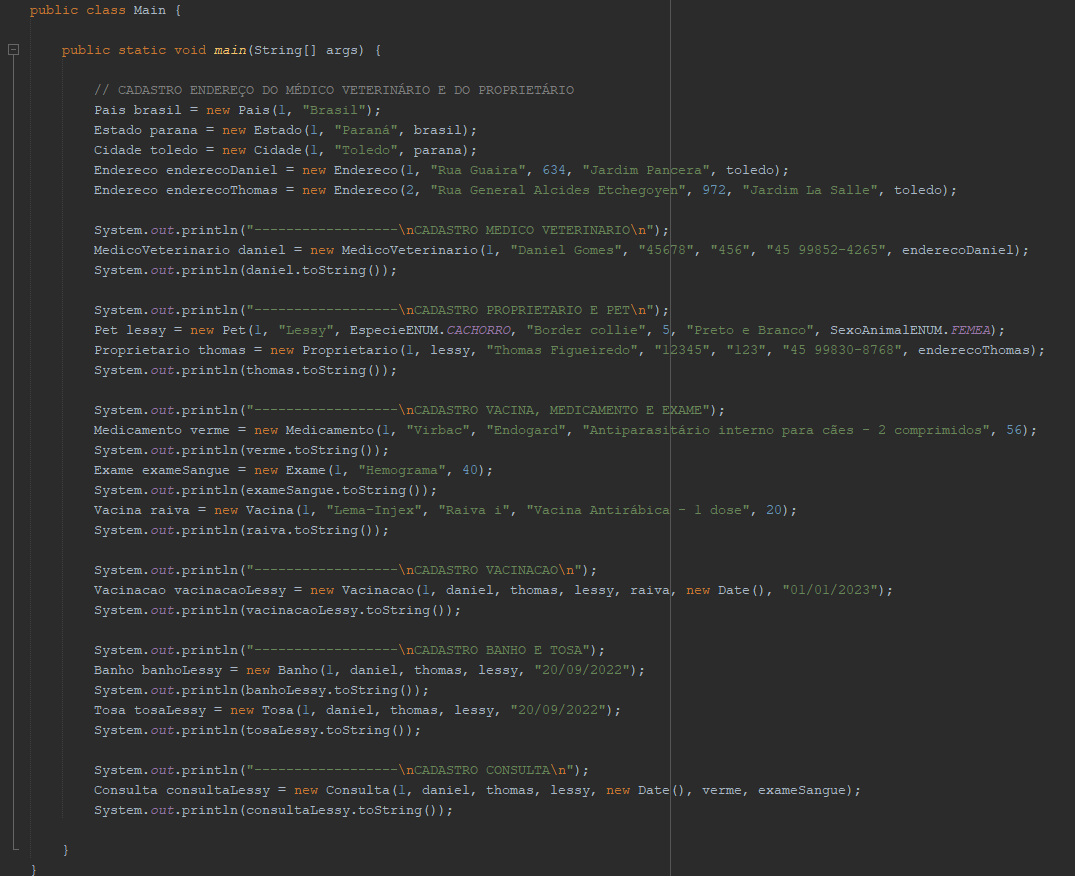 public class Main {
public static void main(String[] args) {
// CADASTRO ENDEREÇO DO MÉDICO VETERINÁRIO E DO PROPRIETÁRIO
Pais brasil = new Pais(1, "Brasil");
Estado parana = new Estado(1, "Paraná", brasil);
Cidade toledo = new Cidade(1, "Toledo", parana);
Endereco enderecoDaniel = new Endereco(1, "Rua Guaira", 634, "Jardim Pancera", toledo);
Endereco enderecoThomas = new Endereco(2, "Rua General Alcides Etchegoyen", 972, "Jardim La Salle", toledo);
System.out.println("------------------\nCADASTRO MEDICO VETERINARIO\n");
MedicoVeterinario daniel = new MedicoVeterinario(1, "Daniel Gomes", "45678", "456", "45 99852-4265", enderecoDaniel);
System.out.println(daniel.toString());
System.out.println("------------------\nCADASTRO PROPRIETARIO E PET\n");
Pet lessy = new Pet(1, "Lessy", EspecieENUM.CACHORRO, "Border collie", 5, "Preto e Branco", SexoAnimalENUM.FEMEA);
Proprietario thomas = new Proprietario(1, lessy, "Thomas Figueiredo", "12345", "123", "45 99830-8768", enderecoThomas);
System.out.println(thomas.toString());
System.out.println("------------------\nCADASTRO VACINA, MEDICAMENTO E EXAME");
Medicamento verme = new Medicamento(1, "Virbac", "Endogard", "Antiparasitário interno para cães - 2 comprimidos", 56);
System.out.println(verme.toString());
Exame exameSangue = new Exame(1, "Hemograma", 40);
System.out.println(exameSangue.toString());
Vacina raiva = new Vacina(1, "Lema-Injex", "Raiva i", "Vacina Antirábica - 1 dose", 20);
System.out.println(raiva.toString());
System.out.println("------------------\nCADASTRO VACINACAO\n");
Vacinacao vacinacaoLessy = new Vacinacao(1, daniel, thomas, lessy, raiva, new Date(), "01/01/2023");
System.out.println(vacinacaoLessy.toString());
System.out.println("------------------\nCADASTRO BANHO E TOSA");
Banho banhoLessy = new Banho(1, daniel, thomas, lessy, "20/09/2022");
System.out.println(banhoLessy.toString());
Tosa tosaLessy = new Tosa(1, daniel, thomas, lessy, "20/09/2022");
System.out.println(tosaLessy.toString());
System.out.println("------------------\nCADASTRO CONSULTA\n");
Consulta consultaLessy = new Consulta(1, daniel, thomas, lessy, new Date(), verme, exameSangue);
System.out.println(consultaLessy.toString());
}
}